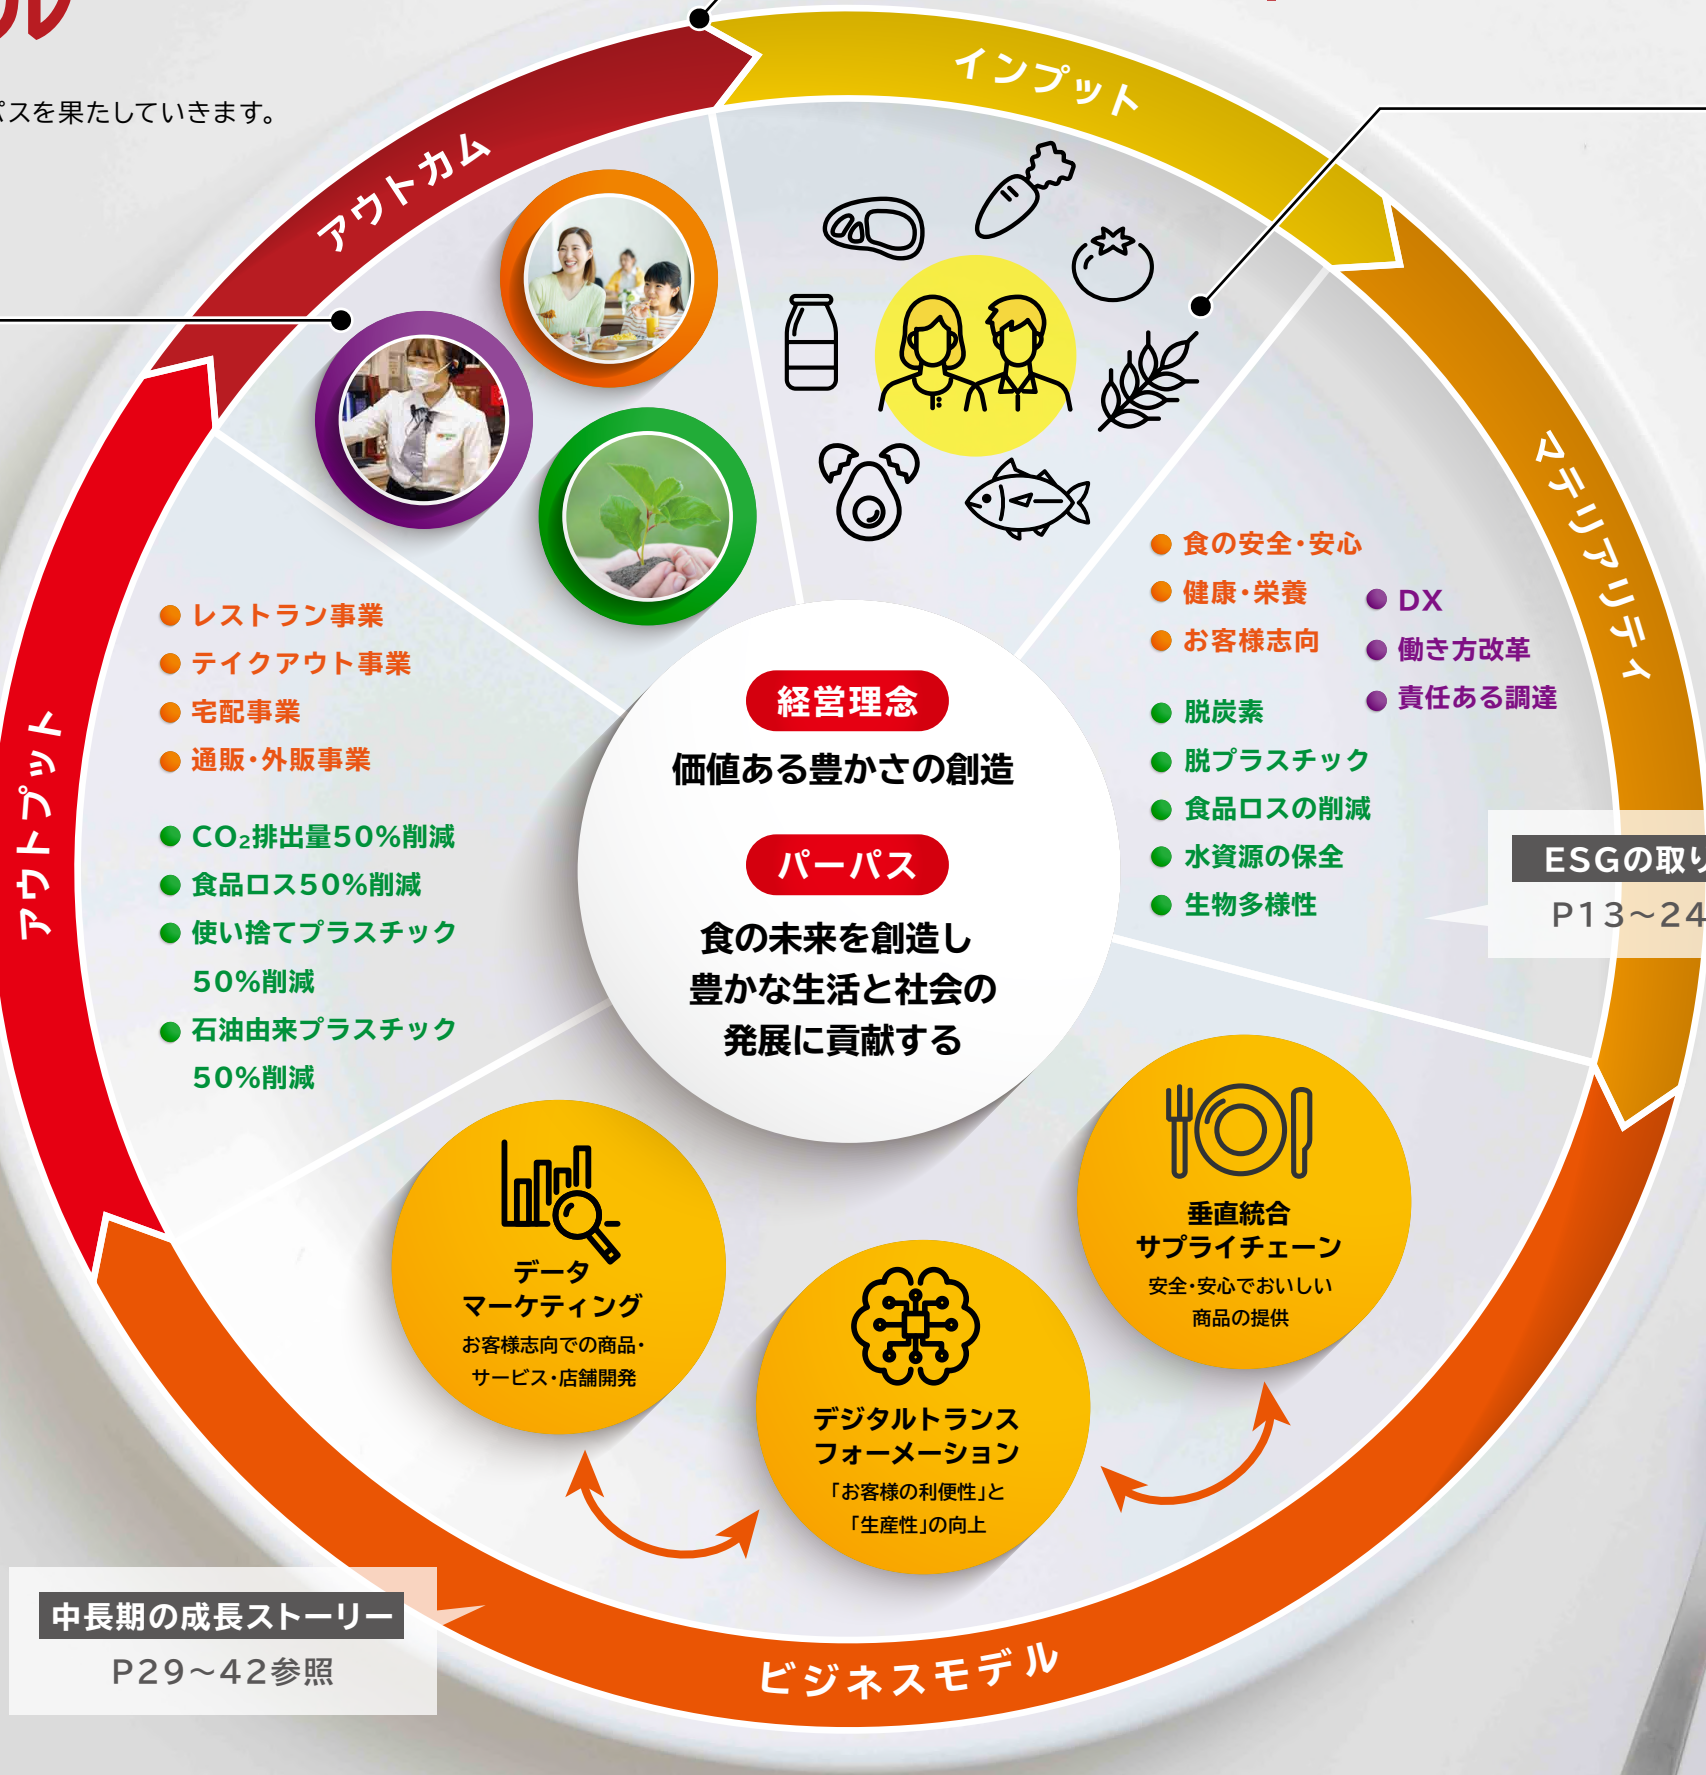 ル
パスを果たしていきます。
インプット
アウトカム
マテリアリティ
食の安全・安心
健康・栄養
お客様志向
DX
働き方改革
責任ある調達
脱炭素
脱プラスチック
食品ロスの削減
水資源の保全
生物多様性
ESGの取り
P13～24
レストラン事業
テイクアウト事業
宅配事業
通販・外販事業
CO₂排出量50%削減
食品ロス50%削減
使い捨てプラスチック
50%削減
石油由来プラスチック
50%削減
アウトプット
経営理念
価値ある豊かさの創造
パーパス
食の未来を創造し
豊かな生活と社会の
発展に貢献する
垂直統合
サプライチェーン
安全・安心でおいしい
商品の提供
データ
マーケティング
お客様志向での商品・
サービス・店舗開発
デジタルトランス
フォーメーション
「お客様の利便性」と
「生産性」の向上
ビジネスモデル
中長期の成長ストーリー
P29～42参照